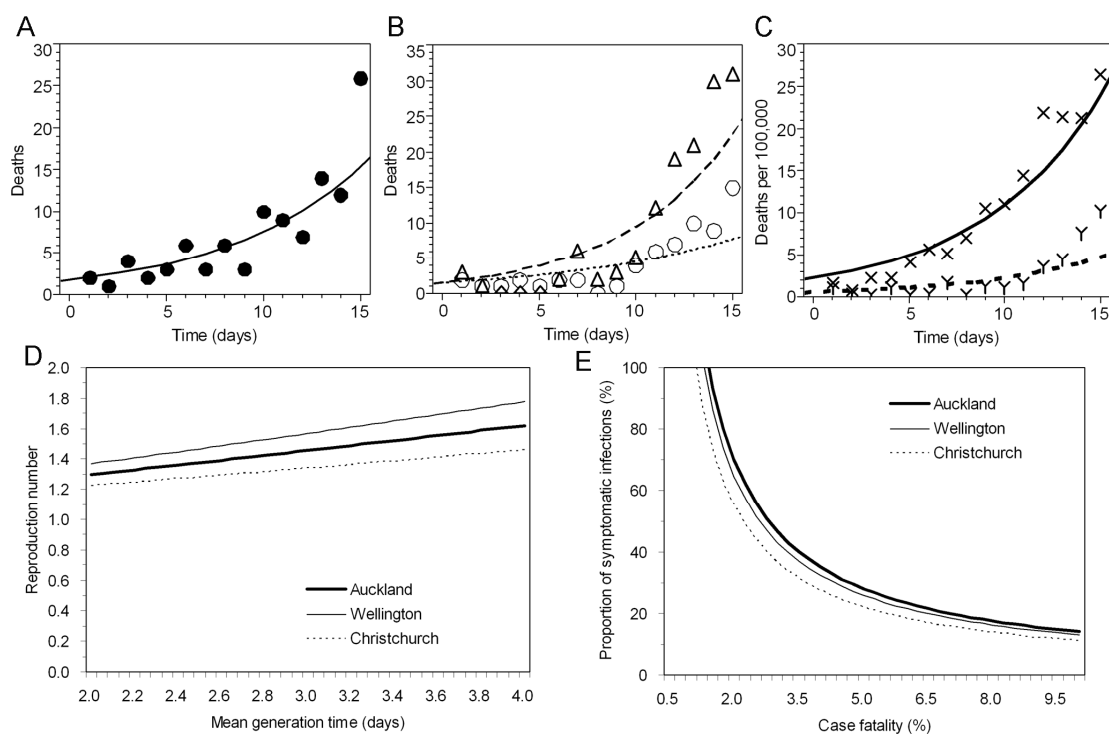 A
30
25
20
15
10
5
0
Deaths
0 5 10 15
Time (days)
B
35
30
25
20
15
10
5
0
Deaths
0 5 10 15
Time (days)
C
30
25
20
15
10
5
0
Deaths per 100,000
0 5 10 15
Time (days)
D
2.0
1.8
1.6
1.4
1.2
1.0
0.8
0.6
0.4
0.2
0.0
Reproduction number
Auckland
Wellington
Christchurch
2.0 2.2 2.4 2.6 2.8 3.0 3.2 3.4 3.6 3.8 4.0
Mean generation time (days)
E
100
80
60
40
20
0
Proportion of symptomatic infections (%)
Auckland
Wellington
Christchurch
0.5 2.0 3.5 5.0 6.5 8.0 9.5
Case fatality (%)